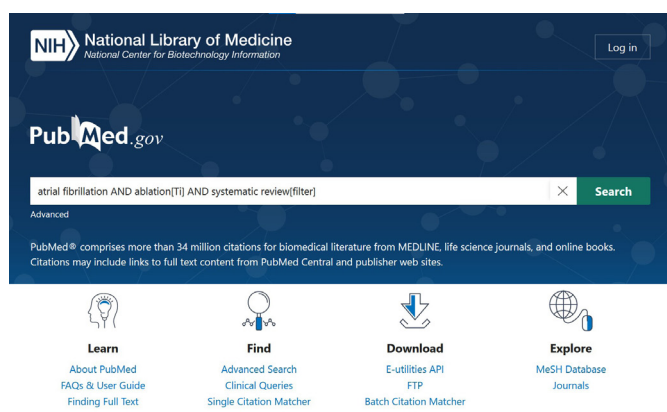 NIH National Library of Medicine
National Center for Biotechnology Information
Log in
PubMed.gov
atrial fibrillation AND ablation[Ti] AND systematic review[filter]
Search
Advanced
PubMed® comprises more than 34 million citations for biomedical literature from MEDLINE, life science journals, and online books.
Citations may include links to full text content from PubMed Central and publisher web sites.
Learn
About PubMed
FAQs & User Guide
Finding Full Text
Find
Advanced Search
Clinical Queries
Single Citation Matcher
Download
E-utilities API
FTP
Batch Citation Matcher
Explore
MeSH Database
Journals